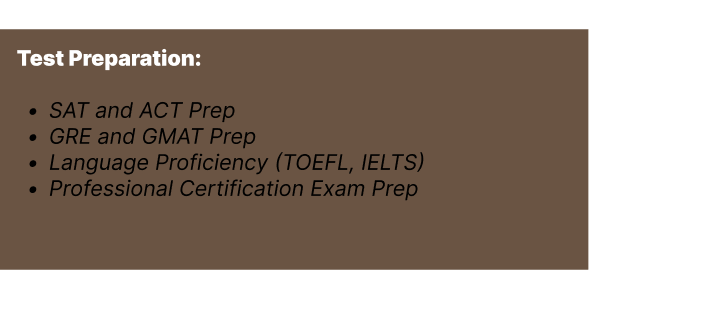 Test Preparation:
• SAT and ACT Prep
• GRE and GMAT Prep
• Language Proficiency (TOEFL, IELTS)
• Professional Certification Exam Prep